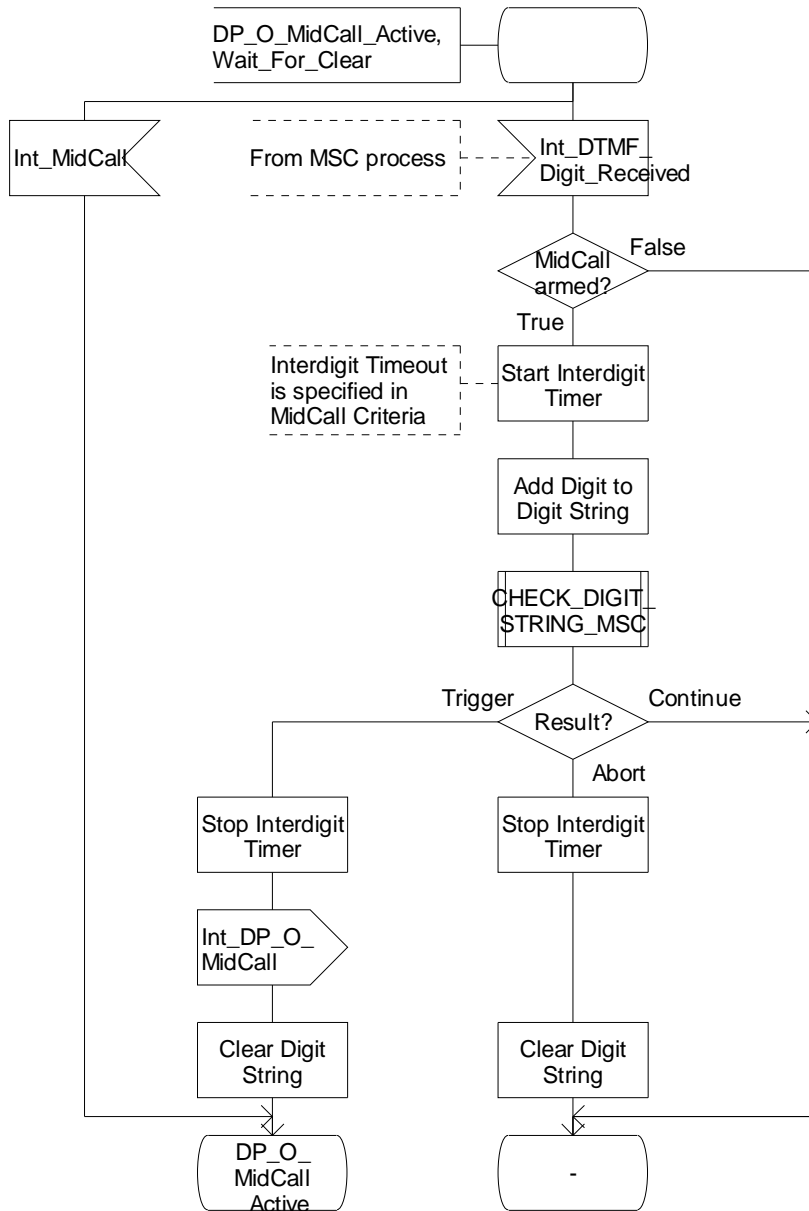 DP_O_MidCall_Active,
Wait_For_Clear
Int_MidCall
From MSC process
Int_DTMF_
Digit_Received
MidCall
armed?
False
True
Interdigit Timeout
is specified in
MidCall Criteria
Start Interdigit
Timer
Add Digit to
Digit String
CHECK_DIGIT_
STRING_MSC
Trigger
Result?
Continue
Abort
Stop Interdigit
Timer
Stop Interdigit
Timer
Int_DP_O_
MidCall
Clear Digit
String
Clear Digit
String
DP_O_
MidCall
_Active
-